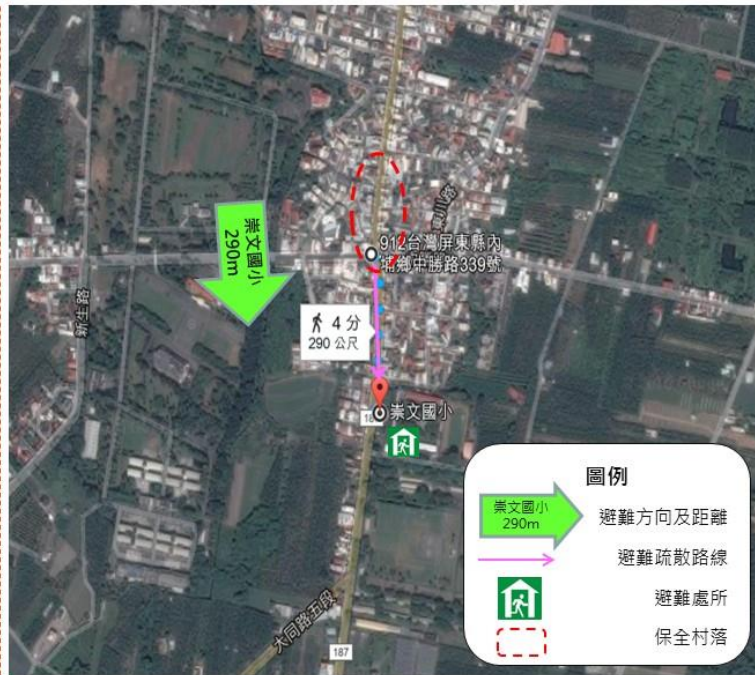 崇文國小
290m
912台灣屏東縣內
埔鄉中勝路339號
新生路
4 分
290 公尺
崇文國小
187
大同路五段
圖例
崇文國小
290m
避難方向及距離
避難疏散路線
避難處所
保全村落